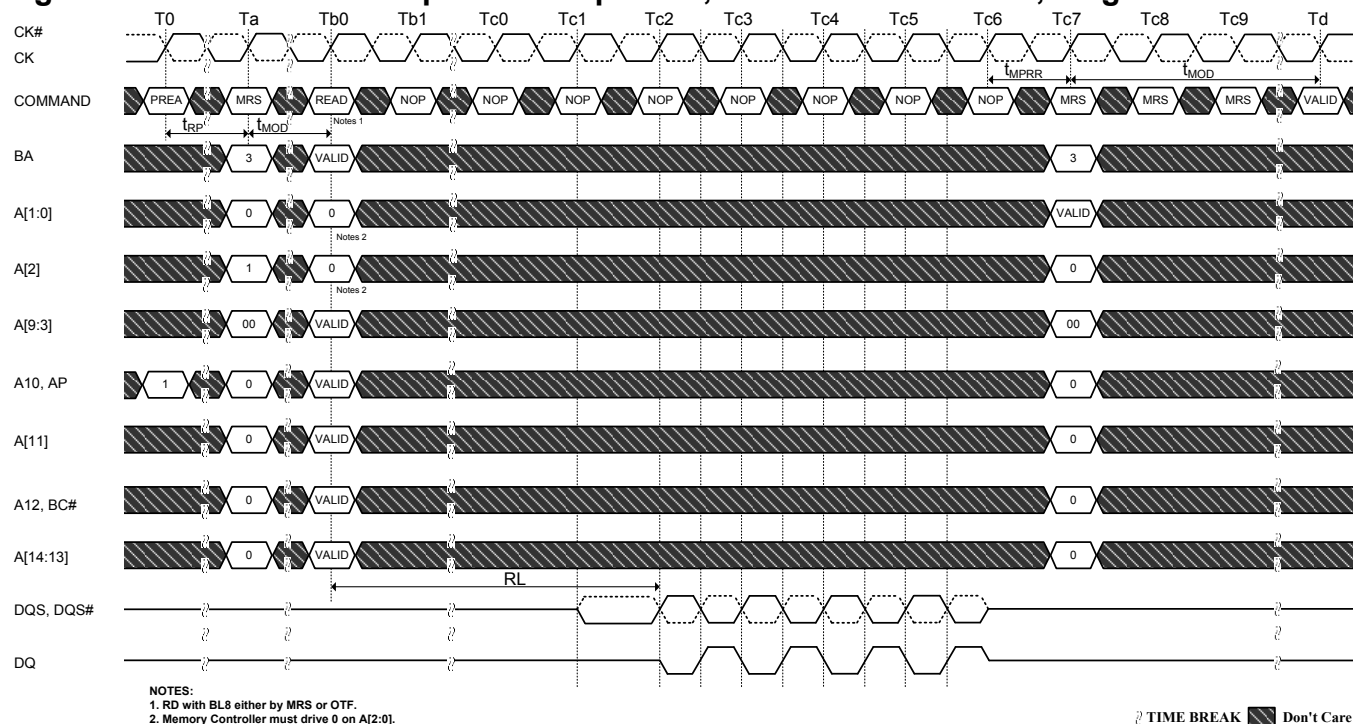 T0 Ta Tb0 Tb1 Tc0 Tc1 Tc2 Tc3 Tc4 Tc5 Tc6 Tc7 Tc8 Tc9 Td
CK#
CK
tMPRR tMOD
COMMAND PREA MRS READ NOP NOP NOP NOP NOP NOP NOP NOP MRS MRS MRS VALID
tRP tMOD Notes 1
BA 3 VALID 3
A[1:0] 0 0 VALID
Notes 2
A[2] 1 0 0
Notes 2
A[9:3] 00 VALID 00
A10, AP 1 0 VALID 0
A[11] 0 VALID 0
A12, BC# 0 VALID 0
A[14:13] 0 VALID 0
RL
DQS, DQS#
DQ
NOTES:
1. RD with BL8 either by MRS or OTF.
2. Memory Controller must drive 0 on A[2:0].
TIME BREAK Don't Care